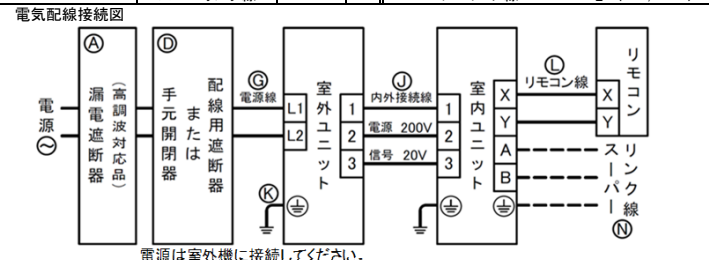 電気配線接続図
電源
Ⓐ
漏電遮断器
(高調波対応品)
Ⓓ
手元開閉器
または
配線用遮断器
Ⓖ
電源線
Ⓚ
L1
L2
室外ユニット
1
2
3
Ⓙ
内外接続線
電源 200V
信号 20V
1
2
3
室内ユニット
X
Y
A
B
Ⓛ
リモコン線
X
Y
リモコン
スーパー
リンク線
Ⓝ
電源は室外機に接続してください。